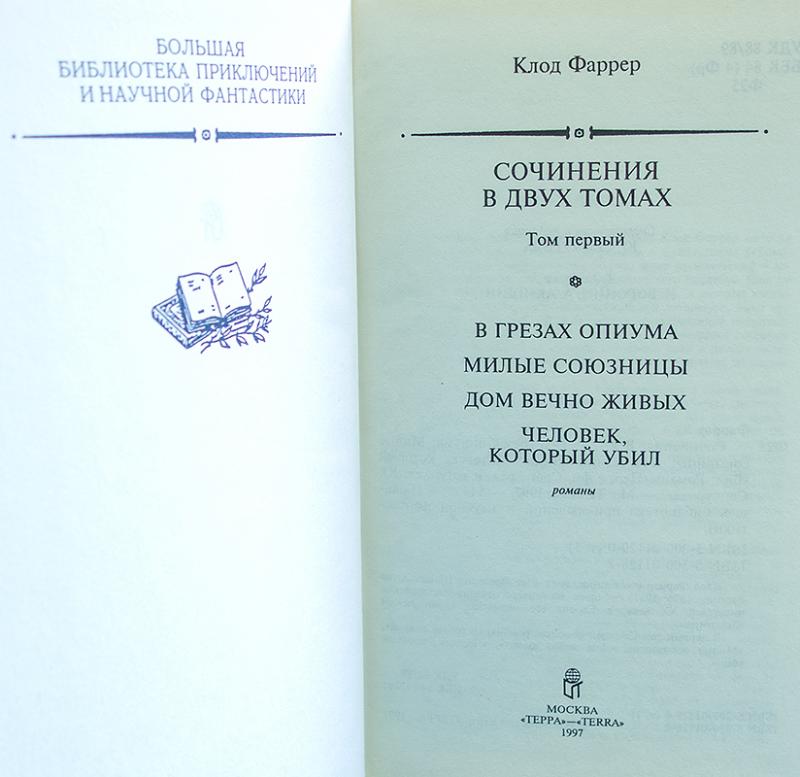 БОЛЬШАЯ
БИБЛИОТЕКА ПРИКЛЮЧЕНИЙ
И НАУЧНОЙ ФАНТАСТИКИ
Клод Фаррер
СОЧИНЕНИЯ
В ДВУХ ТОМАХ
Том первый
В ГРЕЗАХ ОПИУМА
МИЛЫЕ СОЮЗНИЦЫ
ДОМ ВЕЧНО ЖИВЫХ
ЧЕЛОВЕК,
КОТОРЫЙ УБИЛ
романы
МОСКВА
«ТЕРРА»—«TERRA»
1997